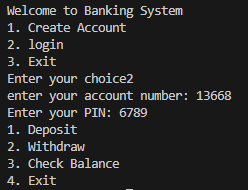 Welcome to Banking System
1. Create Account
2. login
3. Exit
Enter your choice2
enter your account number: 13668
Enter your PIN: 6789
1. Deposit
2. Withdraw
3. Check Balance
4. Exit